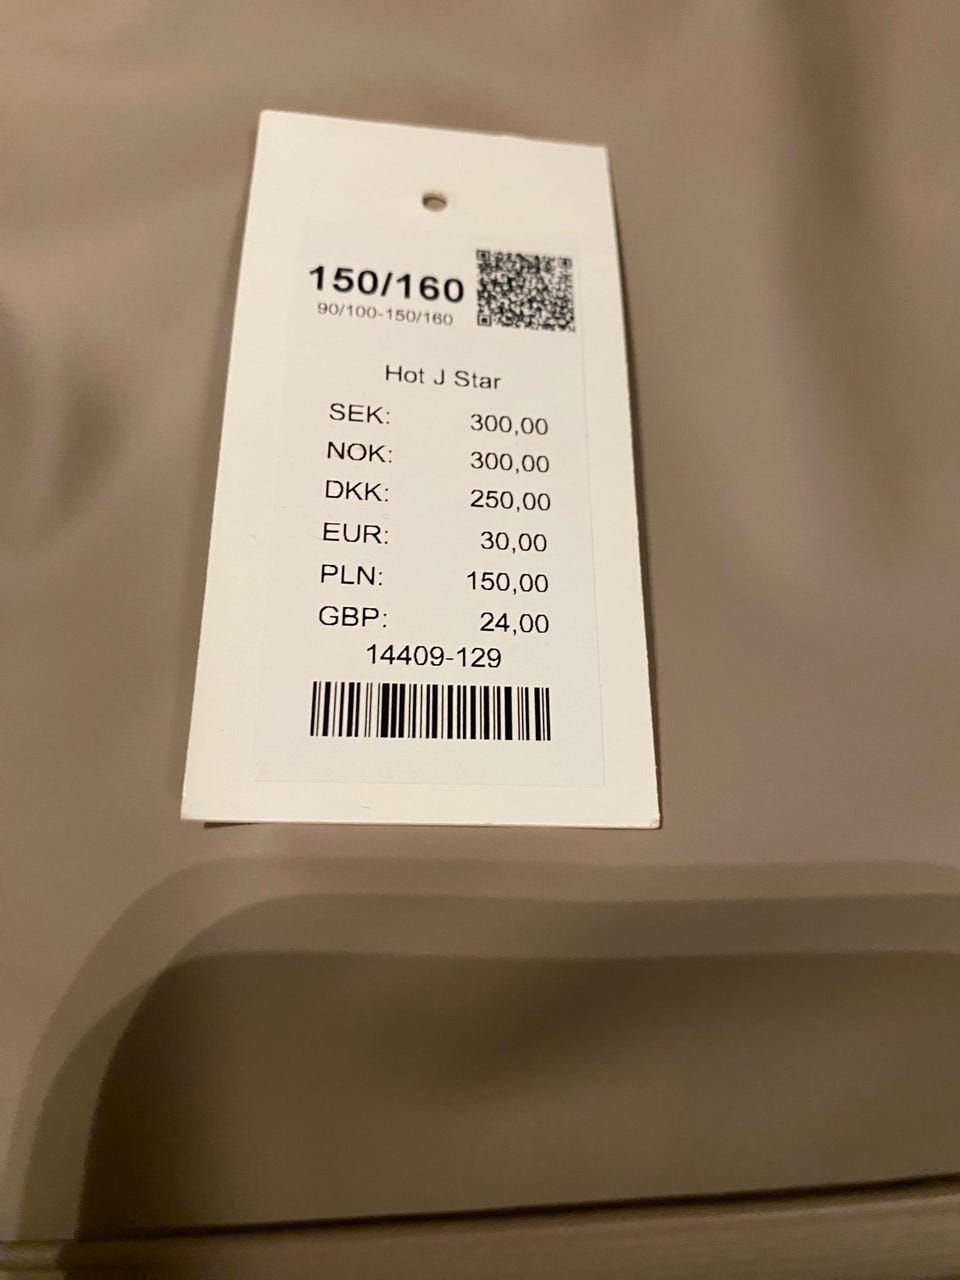 150/160
90/100-150/160
Hot J Star
SEK: 300,00
NOK: 300,00
DKK: 250,00
EUR: 30,00
PLN: 150,00
GBP: 24,00
14409-129